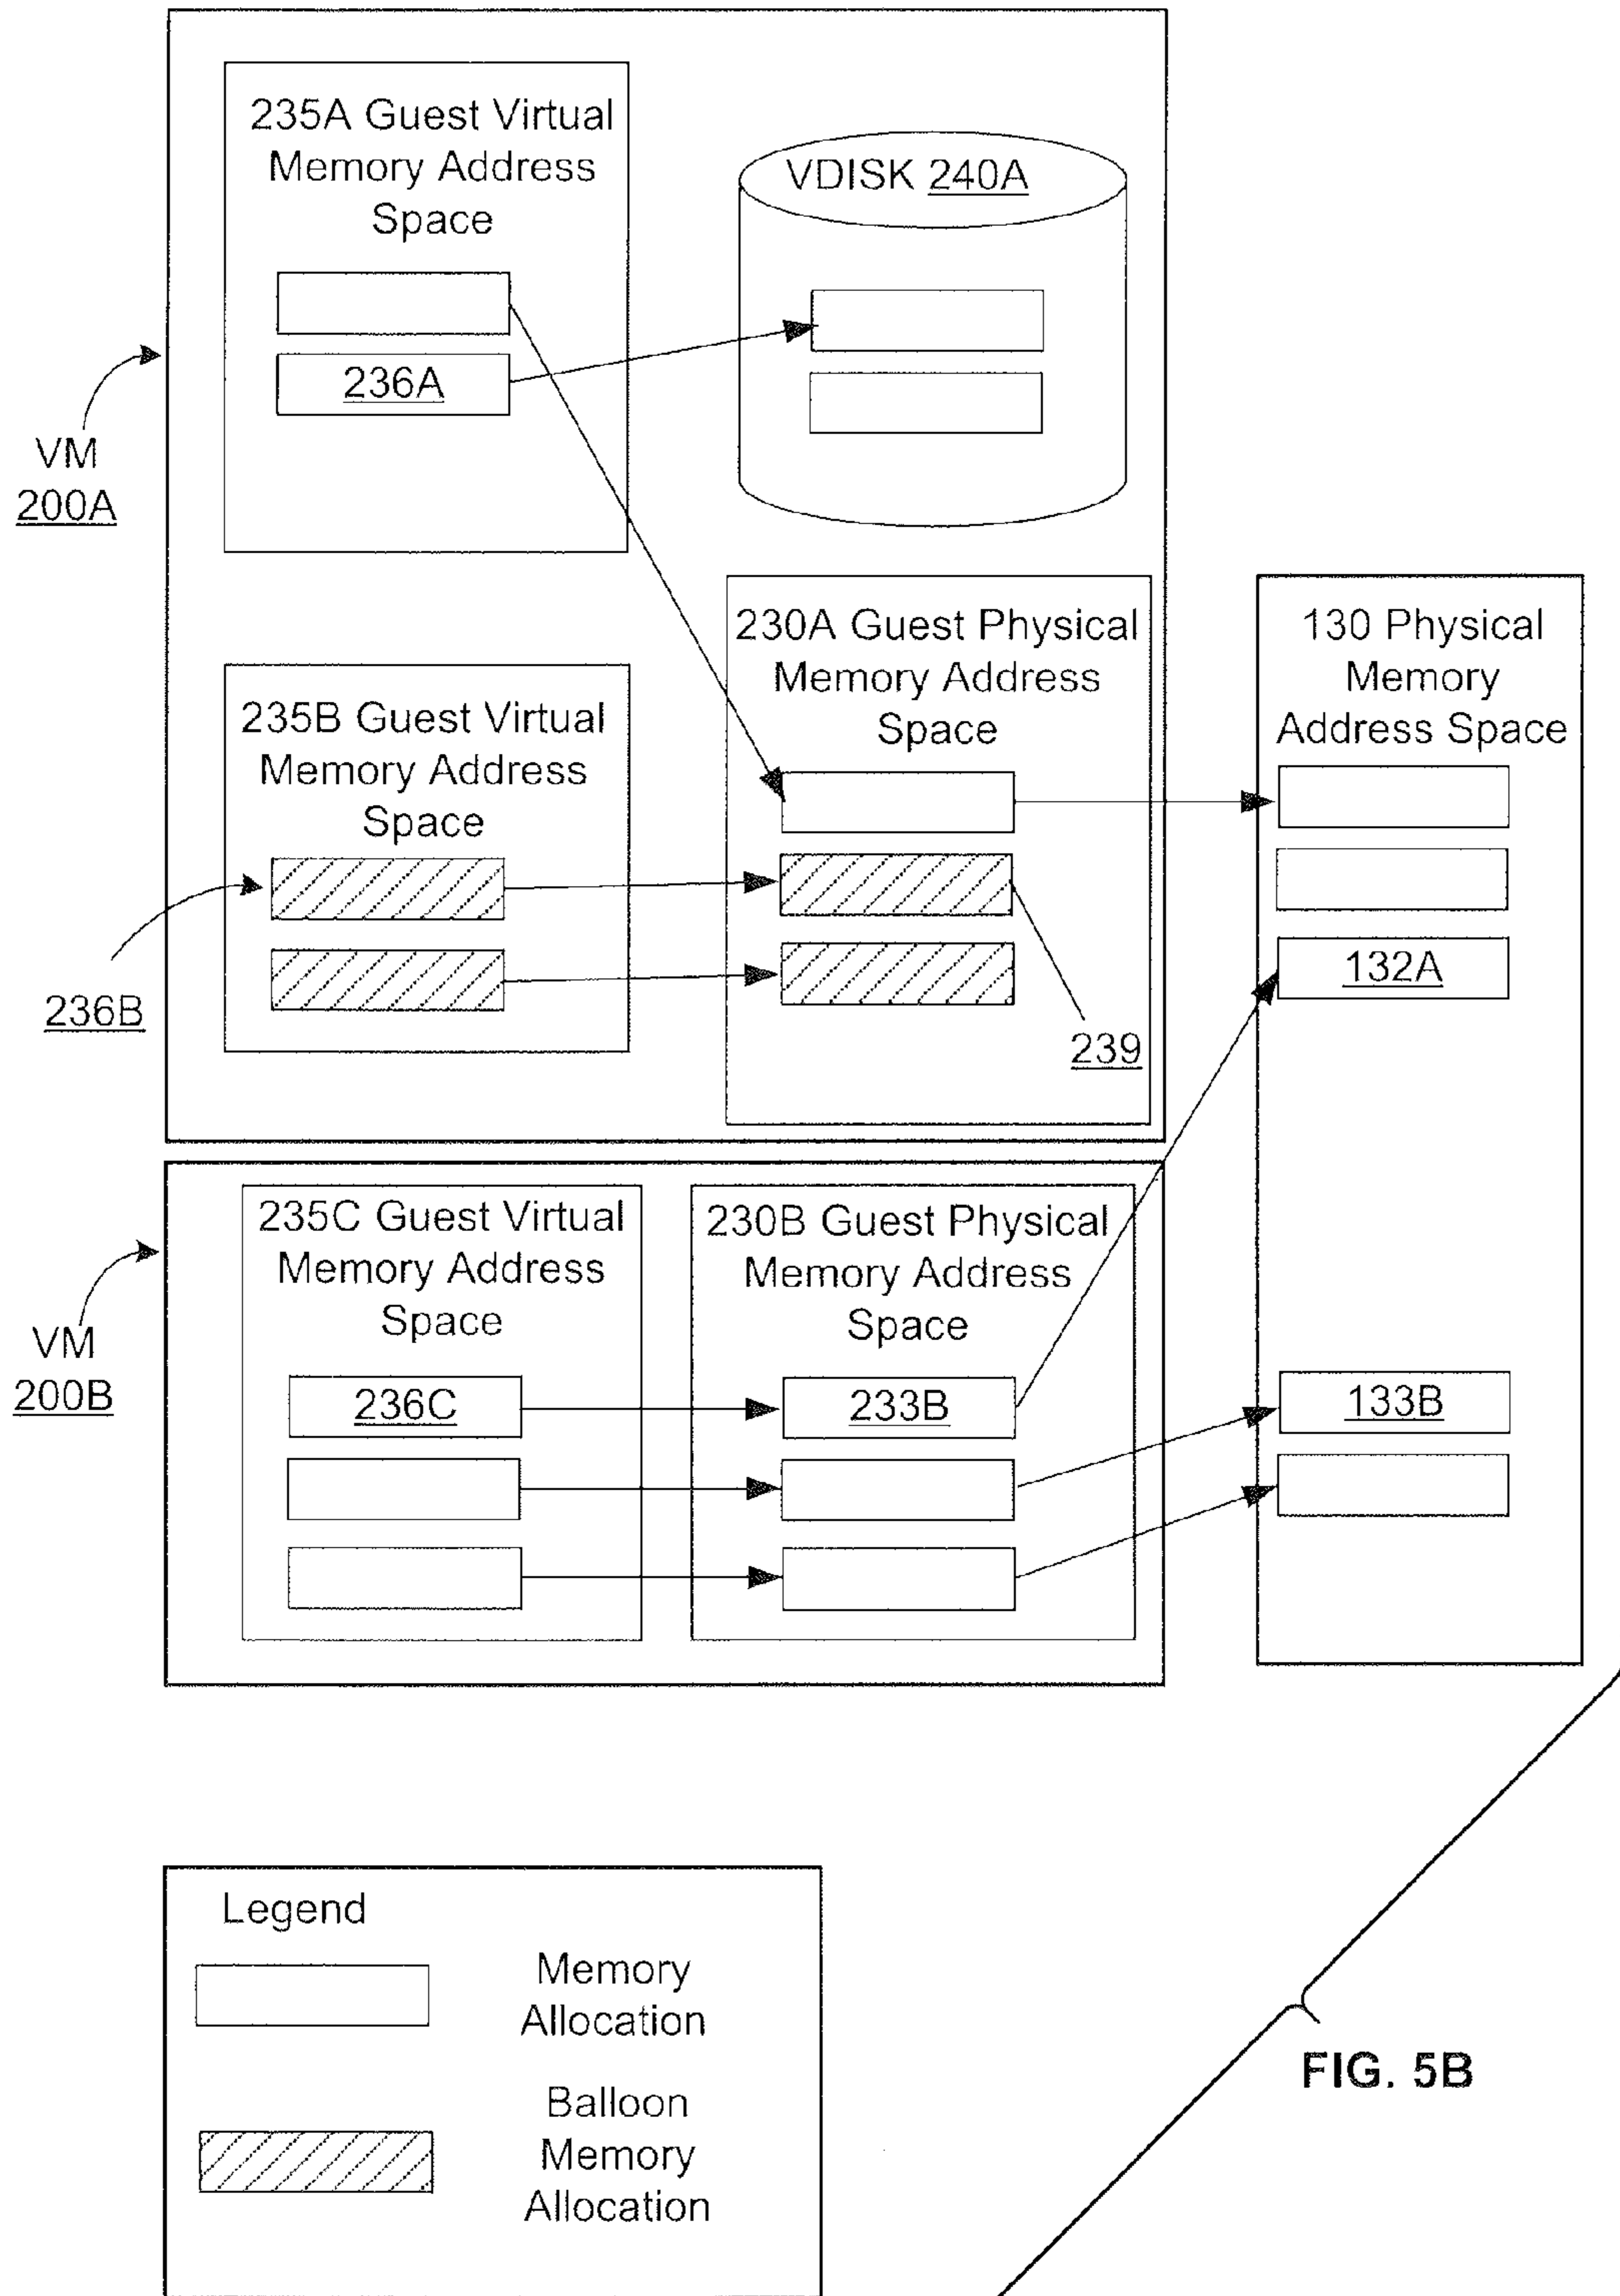 235A Guest Virtual
Memory Address
Space
VDISK 240A
236A
VM
200A
230A Guest Physical
Memory Address
Space
130 Physical
Memory
Address Space
235B Guest Virtual
Memory Address
Space
132A
236B
239
235C Guest Virtual
Memory Address
Space
230B Guest Physical
Memory Address
Space
VM
200B
236C
233B
133B
Legend
Memory
Allocation
Balloon
Memory
Allocation
FIG. 5B